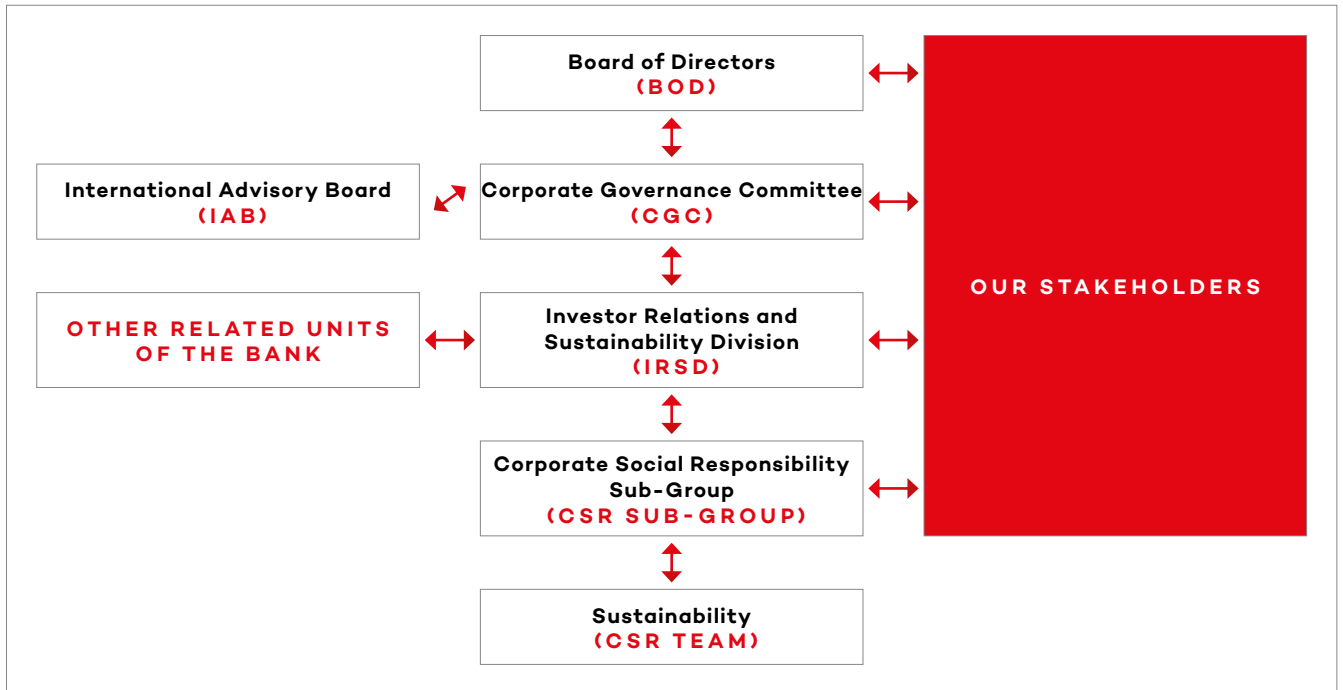 Board of Directors
(BOD)
International Advisory Board
(IAB)
Corporate Governance Committee
(CGC)
OUR STAKEHOLDERS
OTHER RELATED UNITS
OF THE BANK
Investor Relations and
Sustainability Division
(IRSD)
Corporate Social Responsibility
Sub-Group
(CSR SUB-GROUP)
Sustainability
(CSR TEAM)